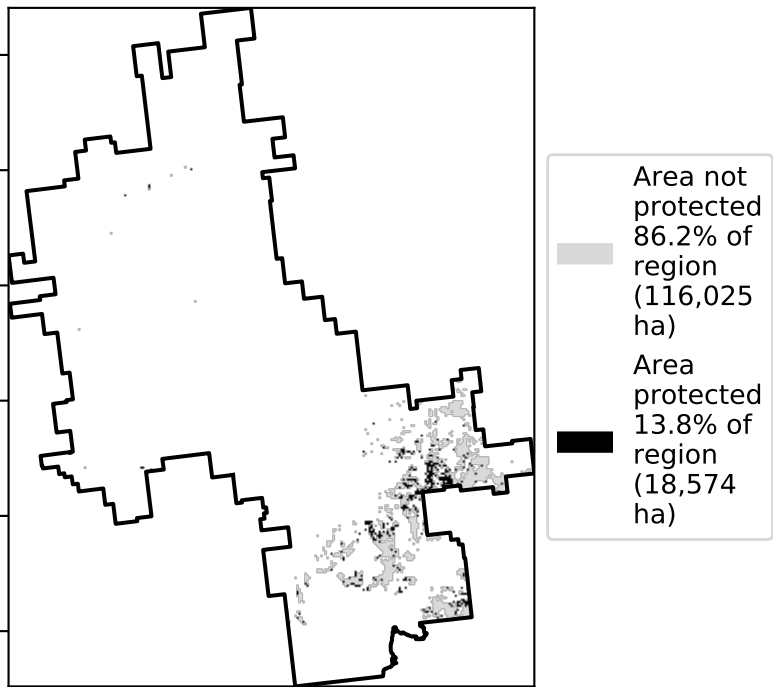 Area not
protected
86.2% of
region
(116,025
ha)
Area
protected
13.8% of
region
(18,574
ha)